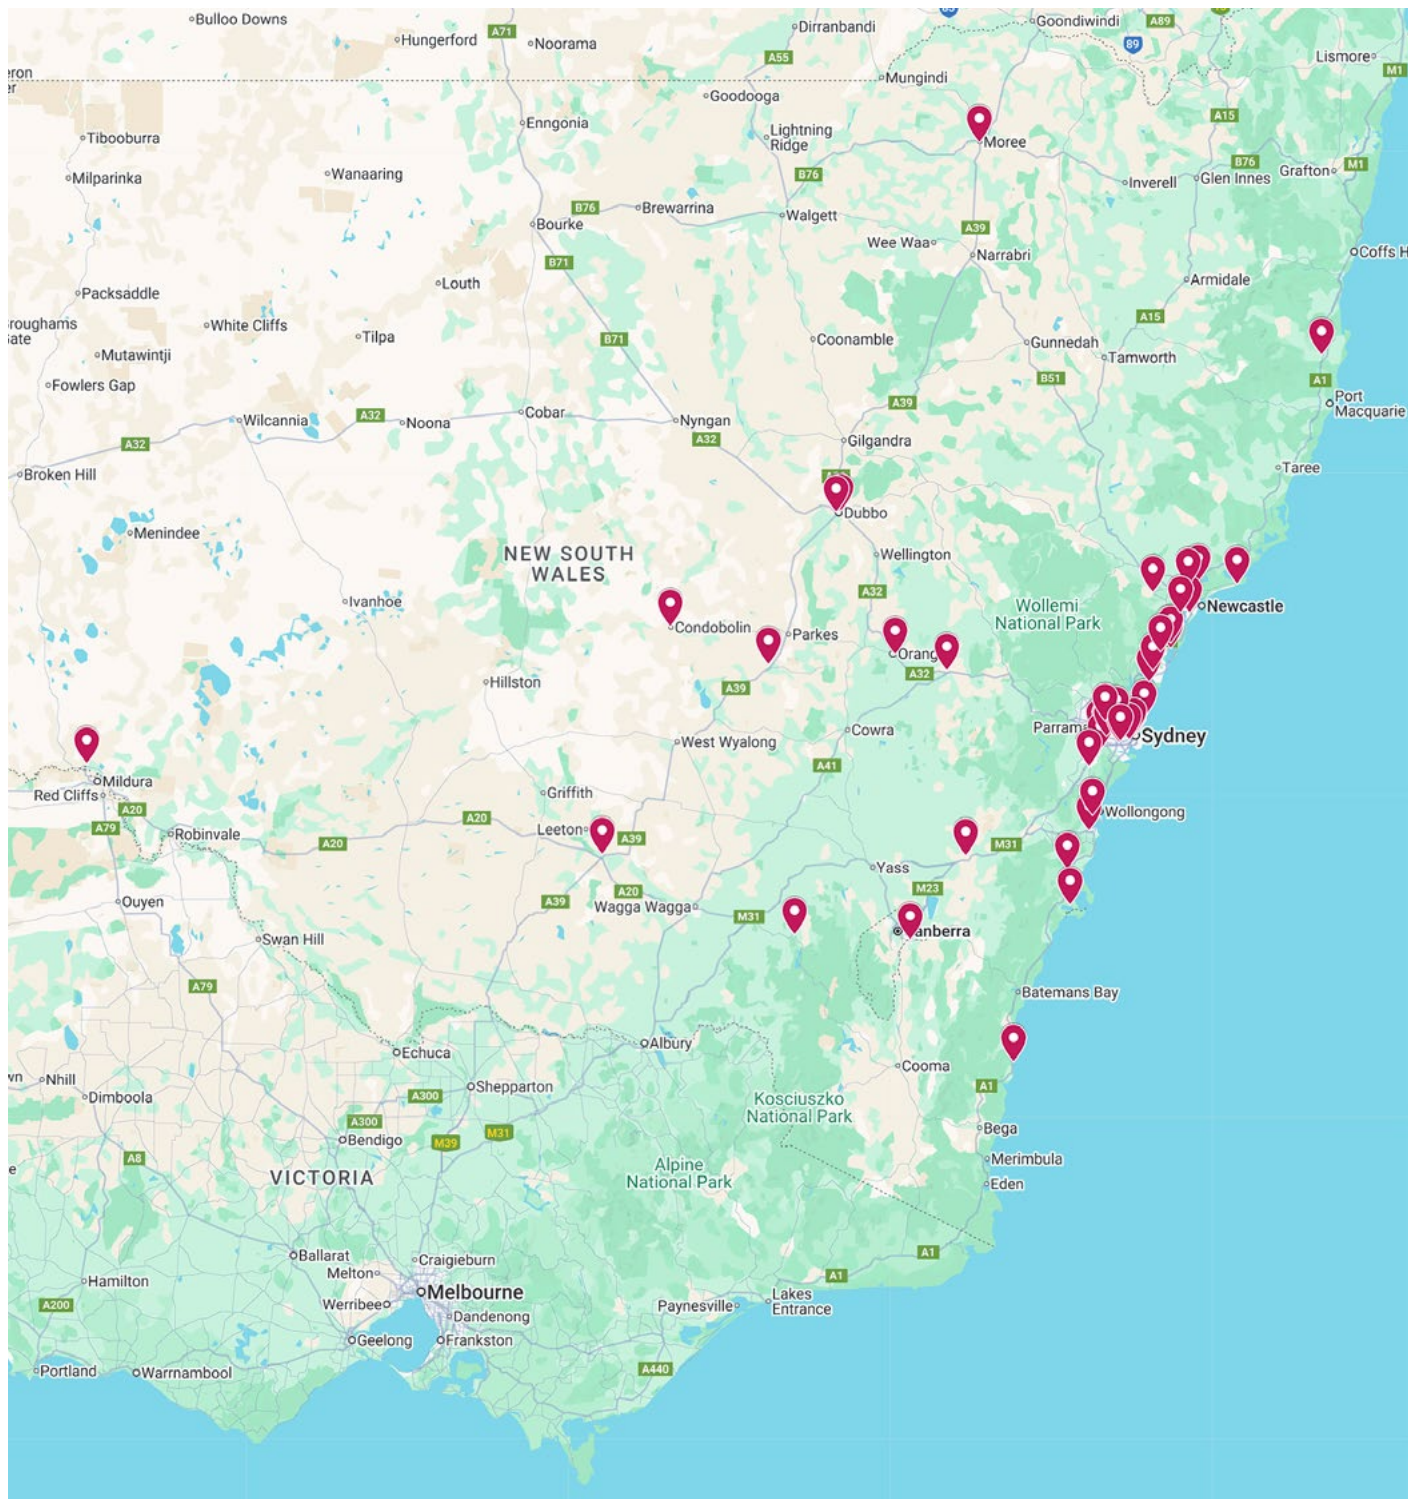 Bulloo Downs
Hungerford
A71
Noorama
Dirranbandi
Goondiwindi
A89
89
A55
Lismore
M1
Mungindi
Goodooga
Enngonia
Lightning
Ridge
Moree
A15
Tibooburra
Milparinka
Wanaaring
B76
Inverell
Glen Innes
B76
Grafton
M1
B76
Brewarrina
Walgett
Bourke
A39
Wee Waa
Narrabri
Coffs H
B71
Louth
Armidale
Packsaddle
White Cliffs
Tilpa
B71
Coonamble
Gunnedah
A15
Tamworth
Mutawintji
Fowlers Gap
B51
A1
Port
Macquarie
Wilcannia
A32
Noona
Cobar
Nyngan
A39
A32
Gilgandra
A32
Broken Hill
Taree
Dubbo
Menindee
NEW SOUTH
WALES
Wellington
A32
Ivanhoe
Wollemi
National Park
Newcastle
Condobolin
Parkes
Orang
A32
Hillston
A39
West Wyalong
Cowra
Parrama
Sydney
A41
Mildura
Red Cliffs
A20
Griffith
A79
Robinvale
A20
A20
Leeton
A39
Wollongong
M31
Yass
A20
M23
Ouyen
A39
Wagga Wagga
M31
Swan Hill
anberra
A79
Batemans Bay
Echuca
Albury
Nhill
Dimboola
Shepparton
A300
Cooma
A1
Kosciuszko
National Park
A300
Bendigo
M39
M31
Bega
A8
VICTORIA
Alpine
National Park
Merimbula
Eden
Ballarat
Craigieburn
Melton
A1
A1
Hamilton
Melbourne
A200
Werribee
Dandenong
Paynesville
Lakes
Entrance
Geelong
Frankston
Portland
Warrnambool
A440